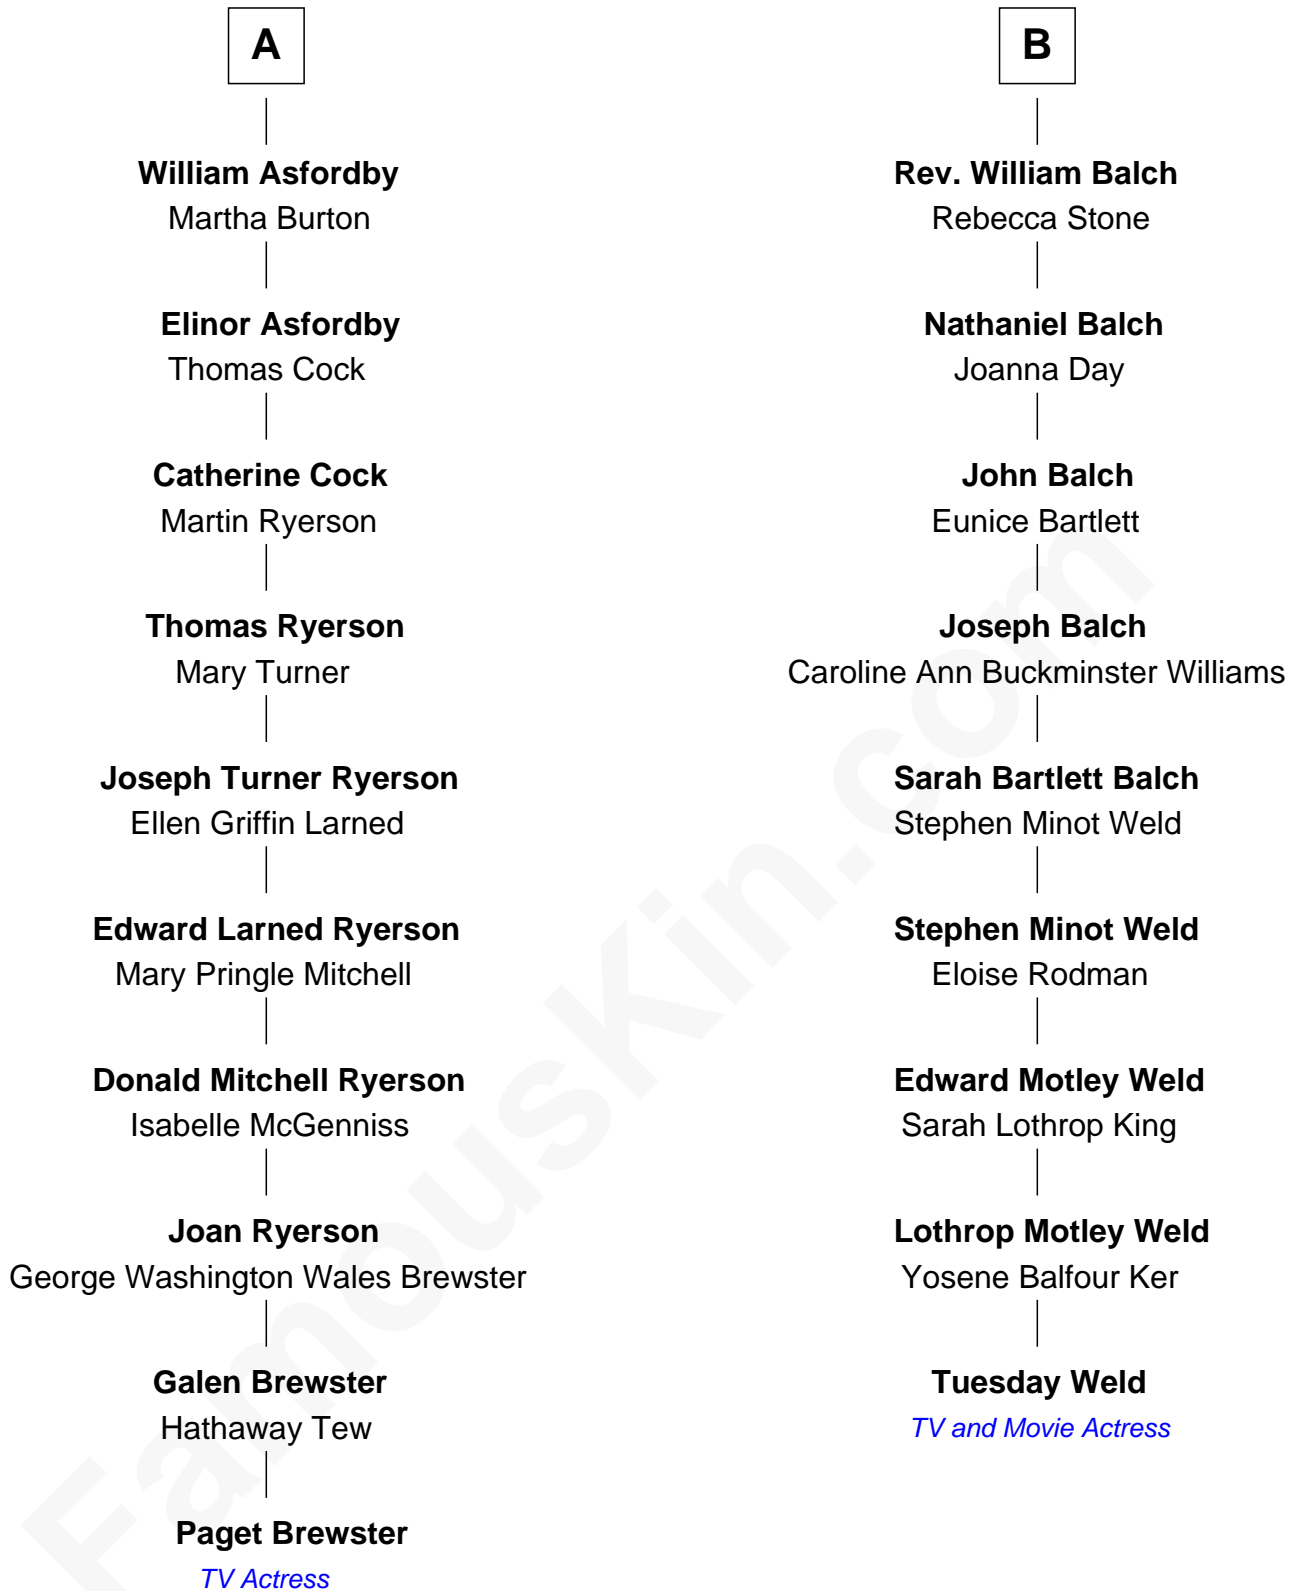 A
William Asfordby
Martha Burton
Elinor Asfordby
Thomas Cock
Catherine Cock
Martin Ryerson
Thomas Ryerson
Mary Turner
Joseph Turner Ryerson
Ellen Griffin Larned
Edward Larned Ryerson
Mary Pringle Mitchell
Donald Mitchell Ryerson
Isabelle McGenniss
Joan Ryerson
George Washington Wales Brewster
Galen Brewster
Hathaway Tew
Paget Brewster
TV Actress
B
Rev. William Balch
Rebecca Stone
Nathaniel Balch
Joanna Day
John Balch
Eunice Bartlett
Joseph Balch
Caroline Ann Buckminster Williams
Sarah Bartlett Balch
Stephen Minot Weld
Stephen Minot Weld
Eloise Rodman
Edward Motley Weld
Sarah Lothrop King
Lothrop Motley Weld
Yosene Balfour Ker
Tuesday Weld
TV and Movie Actress
FamousKin.com